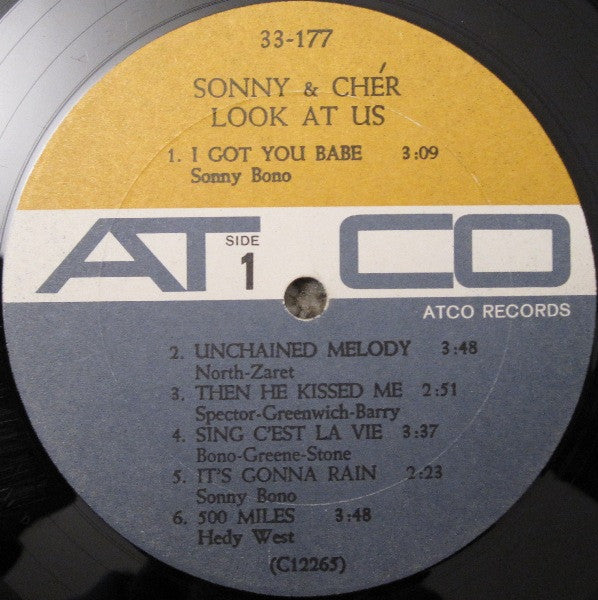 33-177
SONNY & CHÉR
LOOK AT US
1. I GOT YOU BABE 3:09
Sonny Bono
ATCO
SIDE
1
ATCO RECORDS
2. UNCHAINED MELODY 3:48
North-Zaret
3. THEN HE KISSED ME 2:51
Spector-Greenwich-Barry
4. SING C'EST LA VIE 3:37
Bono-Greene-Stone
5. IT'S GONNA RAIN 2:23
Sonny Bono
6. 500 MILES 3:48
Hedy West
(C12265)